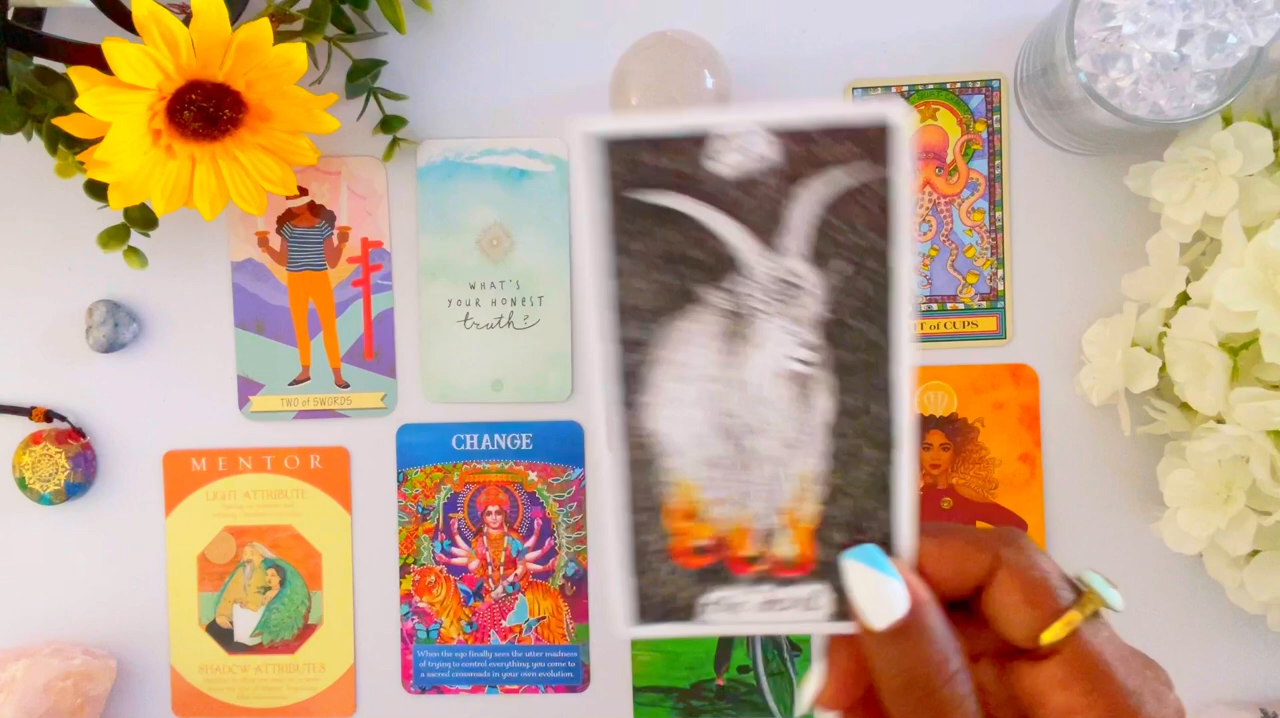 TWO of SWORDS
WHAT'S
YOUR HONEST
truth?
of CUPS
MENTOR
LIGHT ATTRIBUTE
SHADOW ATTRIBUTES
CHANGE
When the ego finally sees the utter madness
of trying to control everything, you come to
a sacred crossroads in your own evolution.